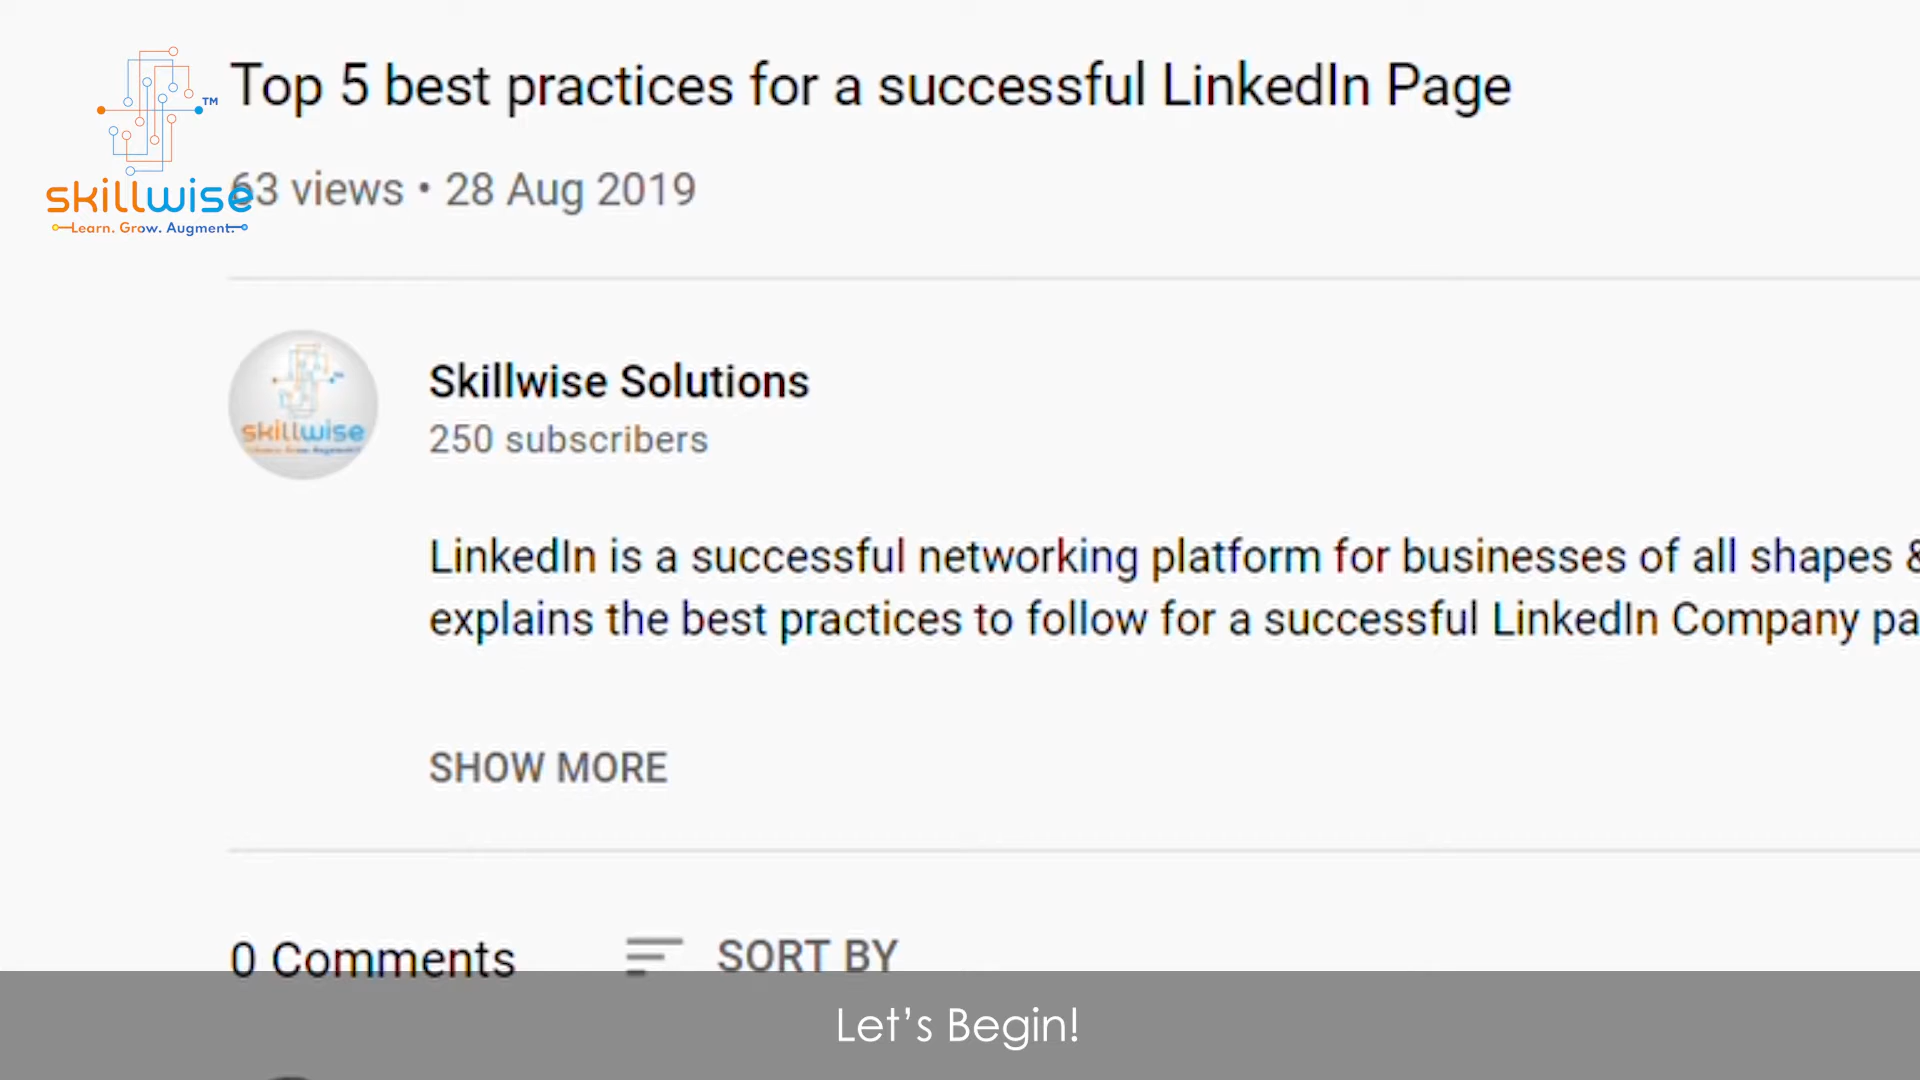 Top 5 best practices for a successful LinkedIn Page
TM
skillwise
Learn. Grow. Augment.
63 views • 28 Aug 2019
skillwise
Skillwise Solutions
250 subscribers
LinkedIn is a successful networking platform for businesses of all shapes &
explains the best practices to follow for a successful LinkedIn Company pa
SHOW MORE
0 Comments
SORT BY
Let's Begin!